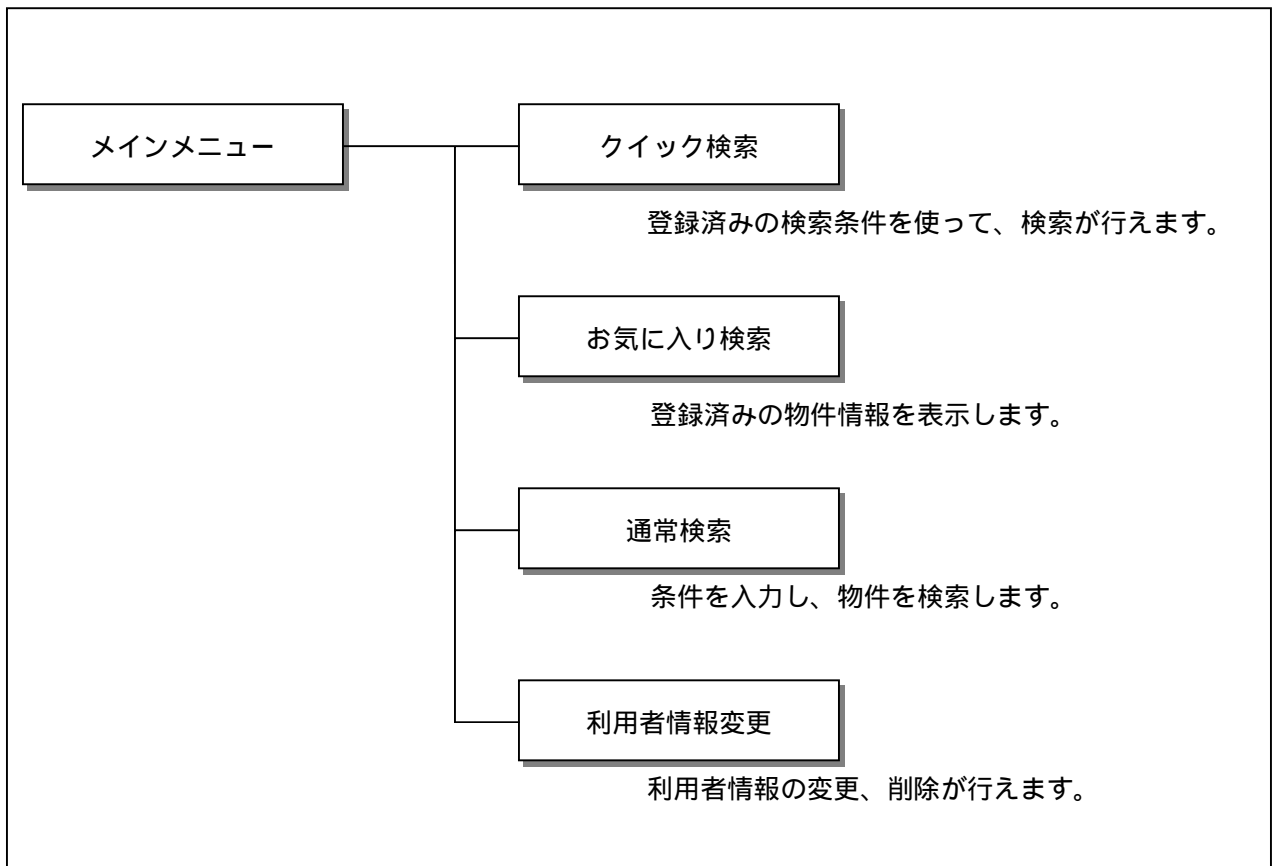 メインメニュー
クイック検索
登録済みの検索条件を使って、検索が行えます。
お気に入り検索
登録済みの物件情報を表示します。
通常検索
条件を入力し、物件を検索します。
利用者情報変更
利用者情報の変更、削除が行えます。